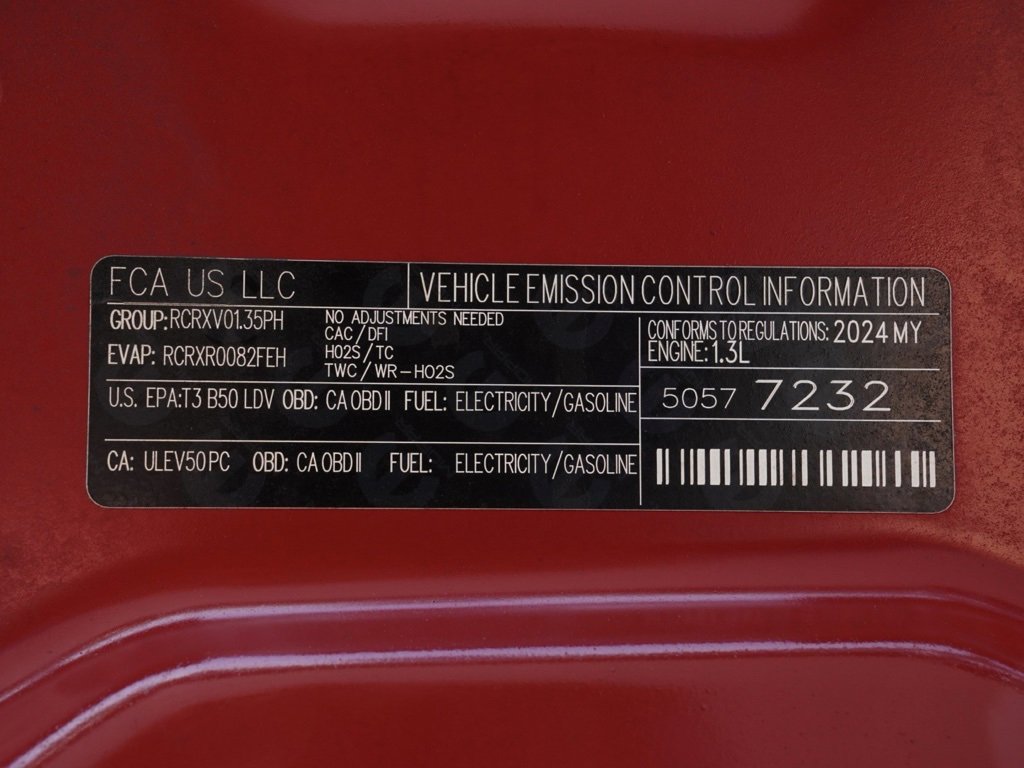 FCA US LLC
VEHICLE EMISSION CONTROL INFORMATION
GROUP: RCRXV01.35PH
EVAP: RCRXR0082FEH
NO ADJUSTMENTS NEEDED
CAC/DFI
HO2S/TC
TWC/WR-HO2S
CONFORMS TO REGULATIONS: 2024 MY
ENGINE: 1.3L
U.S. EPA: T3 B50 LDV OBD: CA OBD II FUEL: ELECTRICITY/GASOLINE
5057 7232
CA: ULEV50 PC OBD: CA OBD II FUEL: ELECTRICITY/GASOLINE